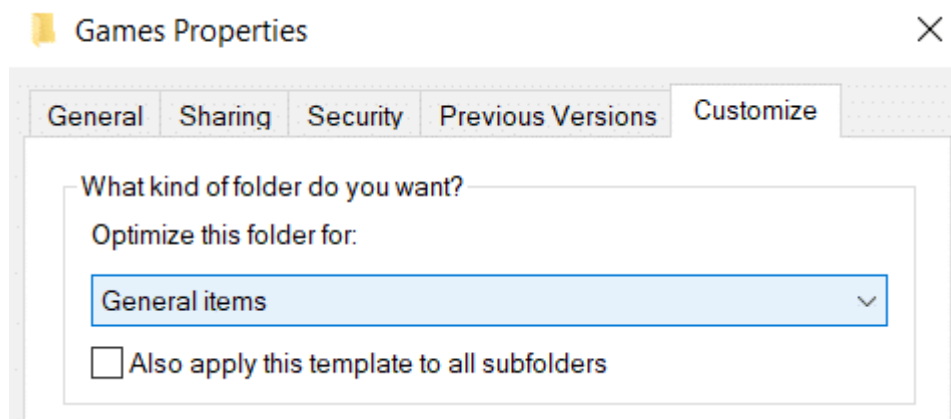 Games Properties
General Sharing Security Previous Versions Customize
What kind of folder do you want?
Optimize this folder for:
General items
Also apply this template to all subfolders